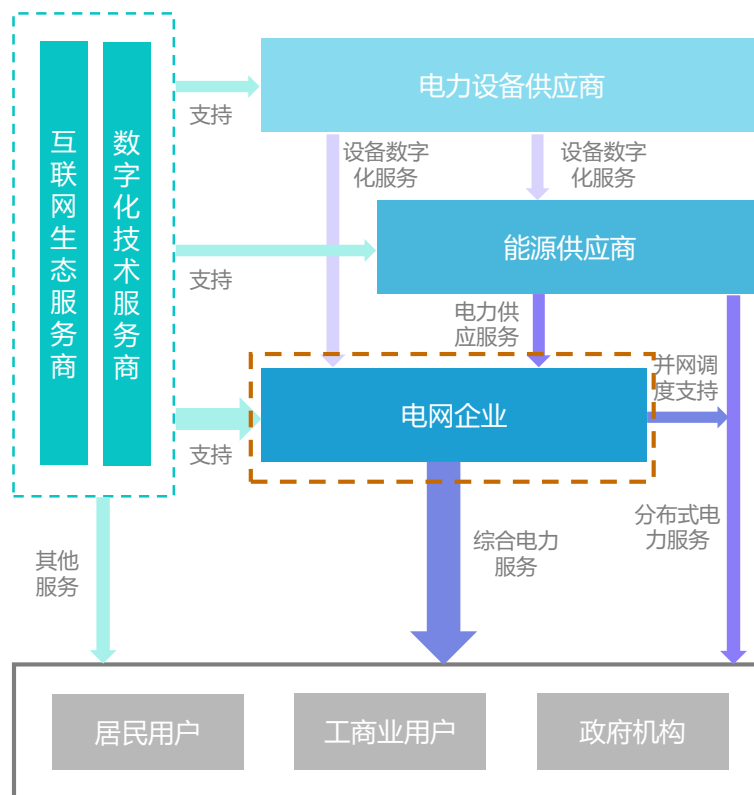 互联网生态服务商
数字化技术服务商
电力设备供应商
支持
设备数字
化服务
设备数字
化服务
能源供应商
支持
电力供
应服务
并网调
度支持
电网企业
支持
其他
服务
综合电力
服务
分布式电
力服务
居民用户
工商业用户
政府机构